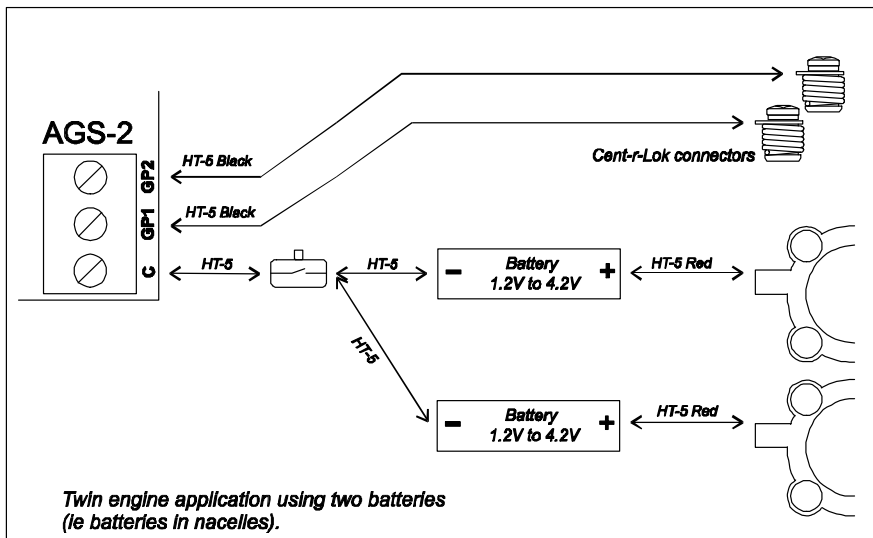 AGS-2
GP2
HT-5 Black
GP1
HT-5 Black
Cent-r-Lok connectors
C
HT-5
HT-5
− Battery +
1.2V to 4.2V
HT-5 Red
HT-5
− Battery +
1.2V to 4.2V
HT-5 Red
Twin engine application using two batteries
(ie batteries in nacelles).